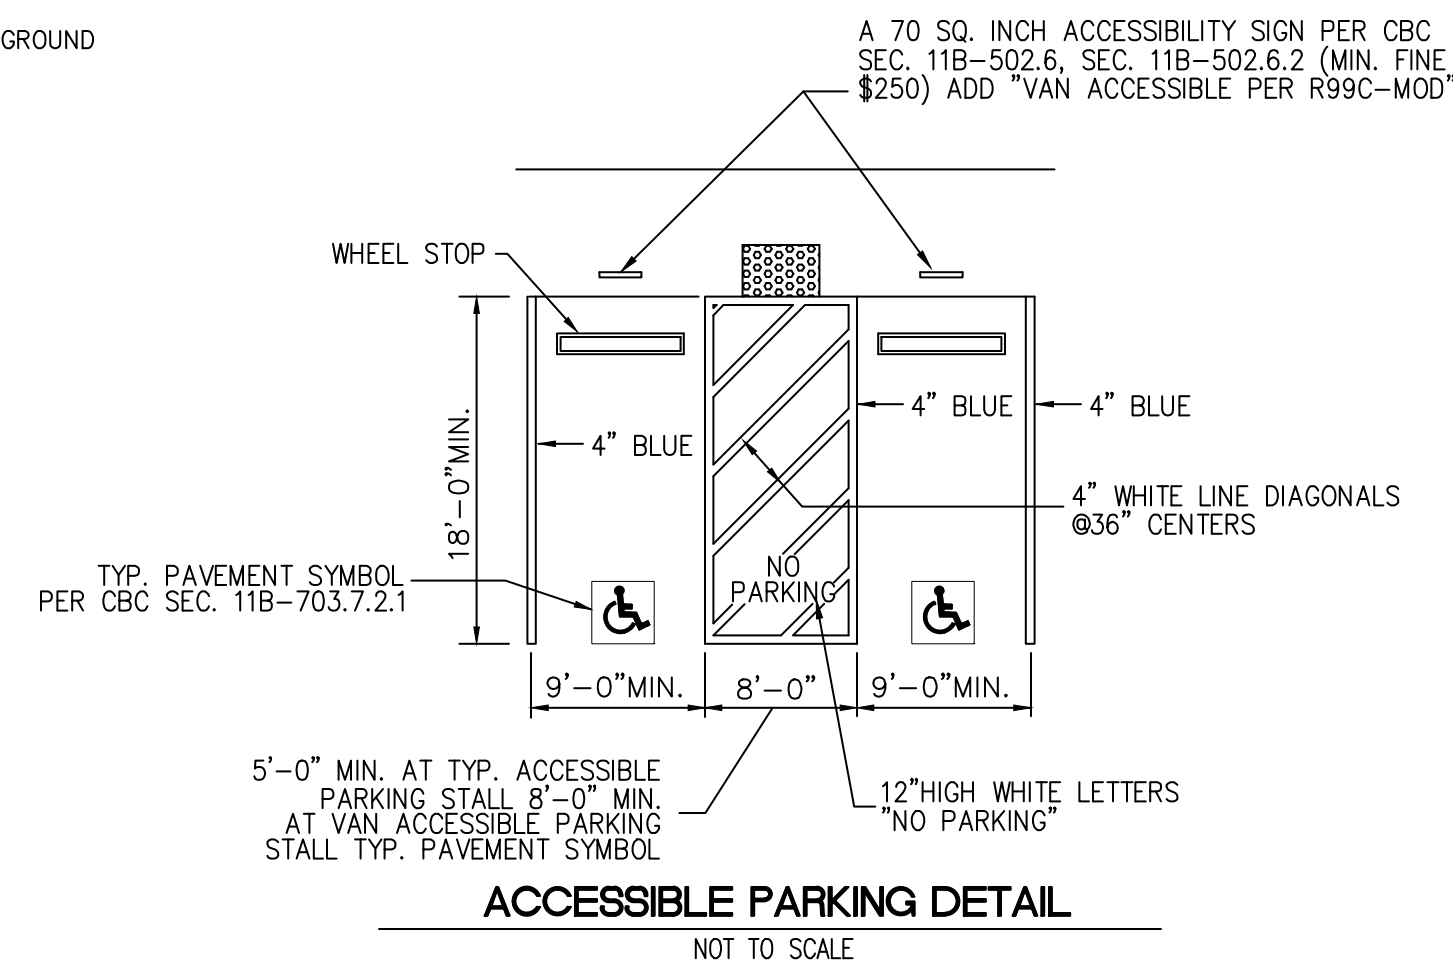 GROUND
A 70 SQ. INCH ACCESSIBILITY SIGN PER CBC
SEC. 11B-502.6, SEC. 11B-502.6.2 (MIN. FINE
$250) ADD "VAN ACCESSIBLE PER R99C-MOD"
WHEEL STOP
4" BLUE
4" BLUE
4" BLUE
18'-0"MIN.
4" WHITE LINE DIAGONALS
@36" CENTERS
TYP. PAVEMENT SYMBOL
PER CBC SEC. 11B-703.7.2.1
NO
PARKING
9'-0"MIN.
8'-0"
9'-0"MIN.
5'-0" MIN. AT TYP. ACCESSIBLE
PARKING STALL 8'-0" MIN.
AT VAN ACCESSIBLE PARKING
STALL TYP. PAVEMENT SYMBOL
12"HIGH WHITE LETTERS
"NO PARKING"
ACCESSIBLE PARKING DETAIL
NOT TO SCALE